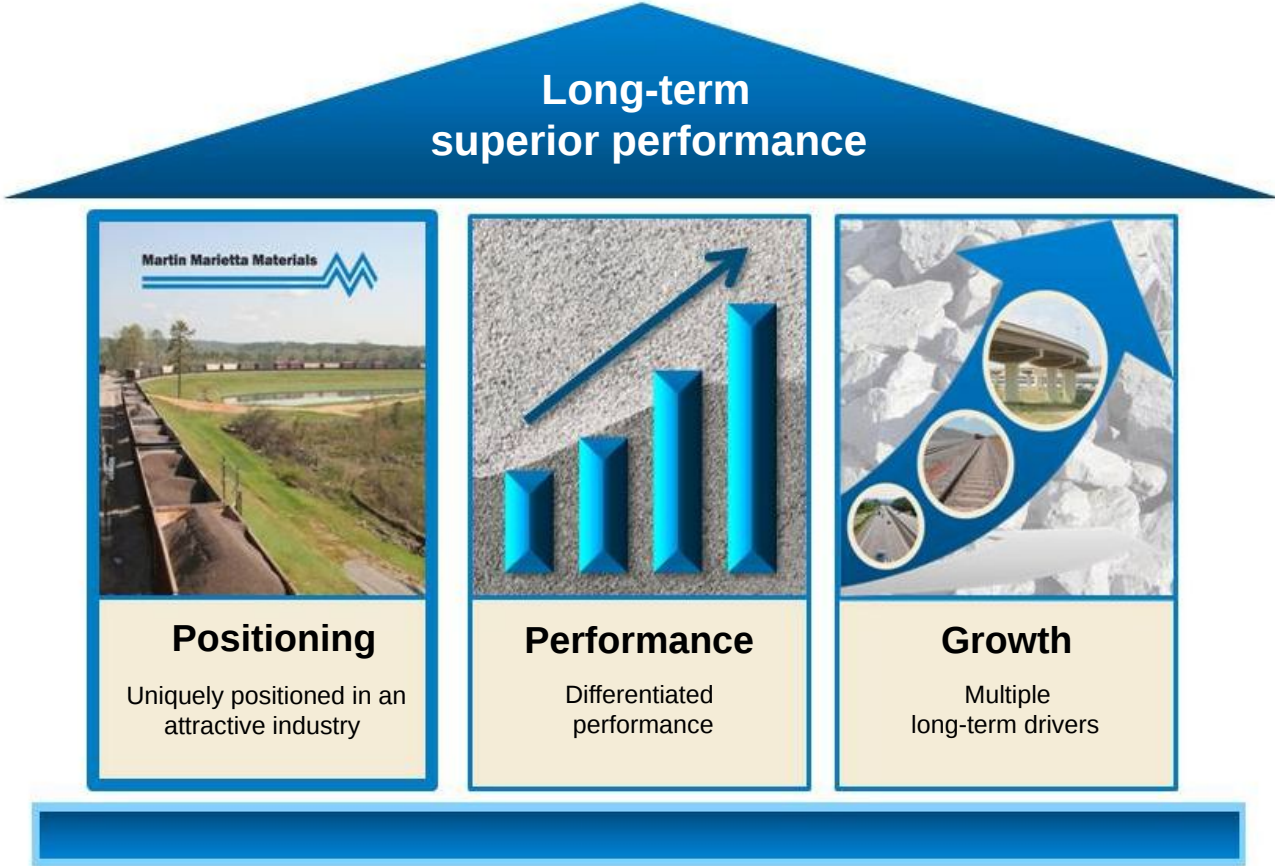 Long-term
superior performance
Martin Marietta Materials
Positioning
Uniquely positioned in an
attractive industry
Performance
Differentiated
performance
Growth
Multiple
long-term drivers